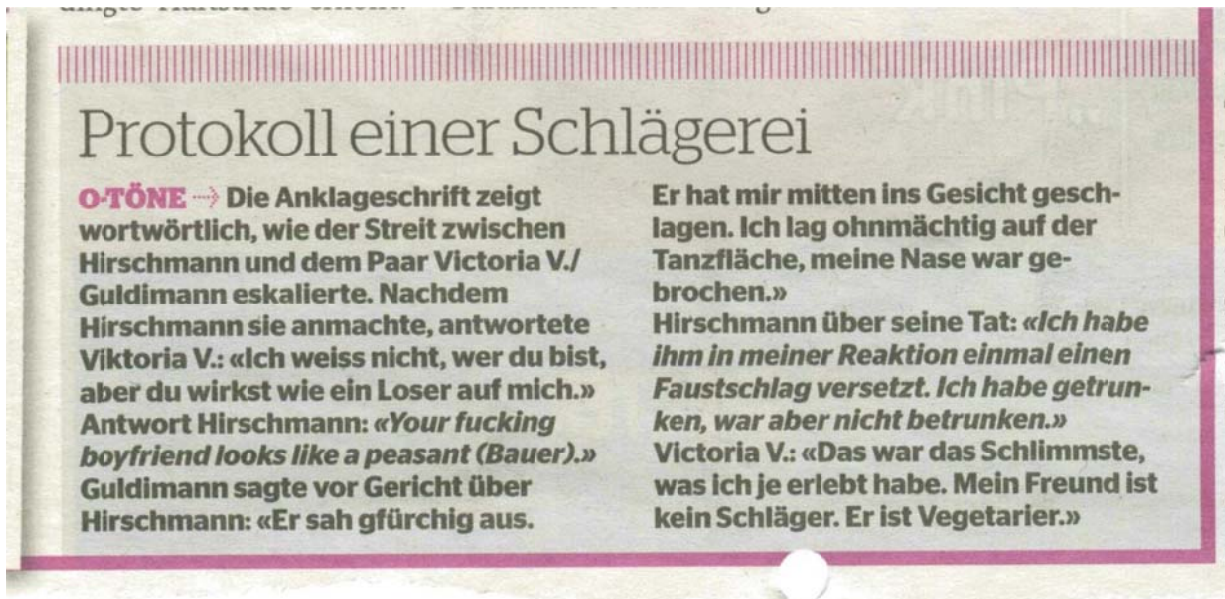 Protokoll einer Schlägerei
O-TÖNE ⇢ Die Anklageschrift zeigt
wortwörtlich, wie der Streit zwischen
Hirschmann und dem Paar Victoria V./
Guldimann eskalierte. Nachdem
Hirschmann sie anmachte, antwortete
Viktoria V.: «Ich weiss nicht, wer du bist,
aber du wirkst wie ein Loser auf mich.»
Antwort Hirschmann: «Your fucking
boyfriend looks like a peasant (Bauer).»
Guldimann sagte vor Gericht über
Hirschmann: «Er sah gfürchig aus.
Er hat mir mitten ins Gesicht gesch-
lagen. Ich lag ohnmächtig auf der
Tanzfläche, meine Nase war ge-
brochen.»
Hirschmann über seine Tat: «Ich habe
ihm in meiner Reaktion einmal einen
Faustschlag versetzt. Ich habe getrun-
ken, war aber nicht betrunken.»
Victoria V.: «Das war das Schlimmste,
was ich je erlebt habe. Mein Freund ist
kein Schläger. Er ist Vegetarier.»